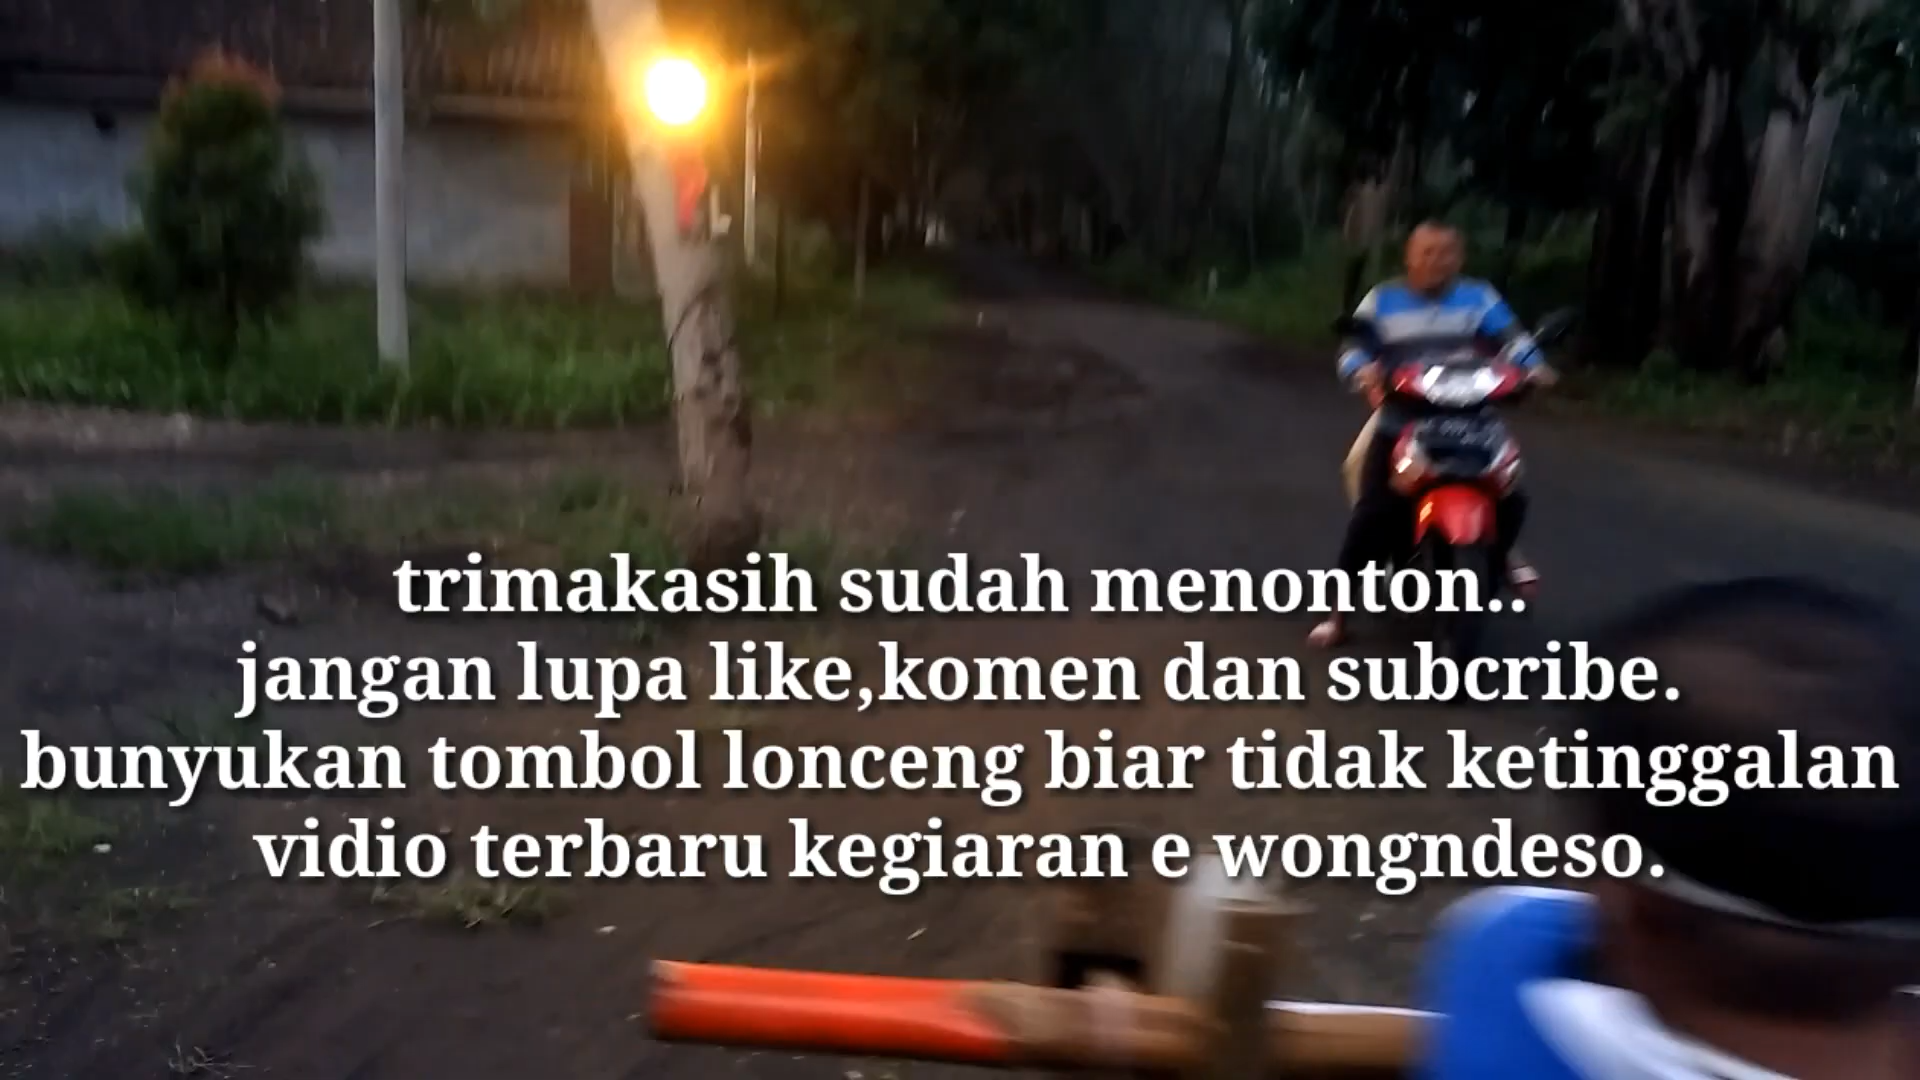 trimakasih sudah menonton..
jangan lupa like,komen dan subcribe.
bunyukan tombol lonceng biar tidak ketinggalan
vidio terbaru kegiaran e wongndeso.